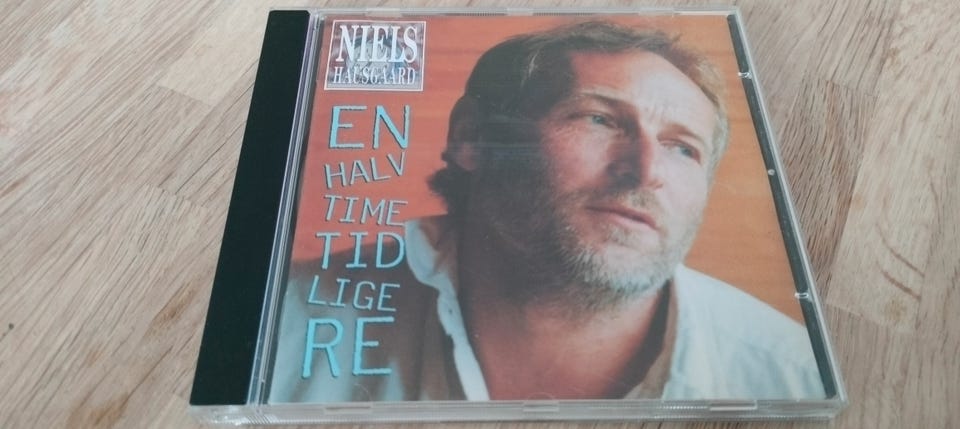 NIELS
HAUSGAARD
EN
HALV
TIME
TID
LIGE
RE